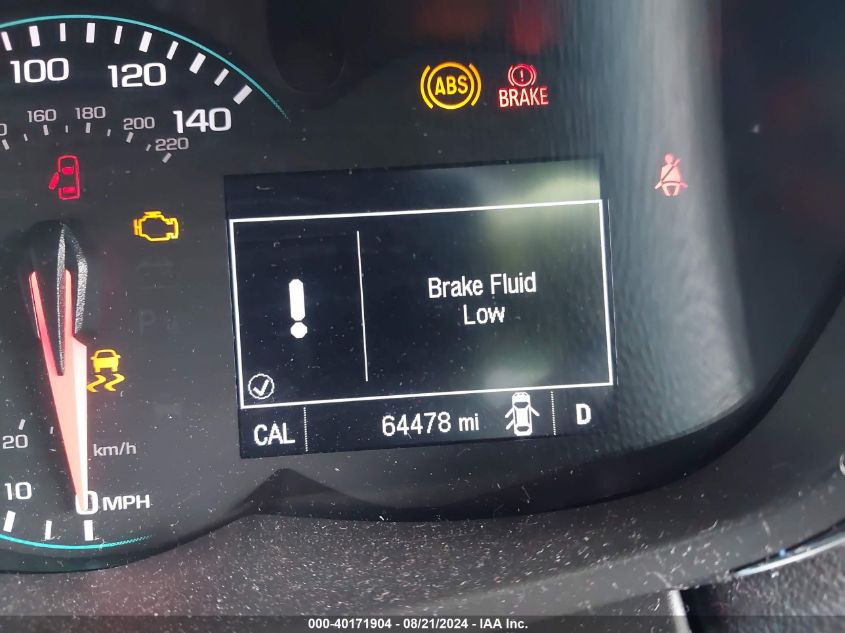 100
120
140
160
180
200
220
ABS
BRAKE
Brake Fluid
Low
CAL
64478 mi
D
20
km/h
10
0 MPH
000-40171904 - 08/21/2024 - IAA Inc.